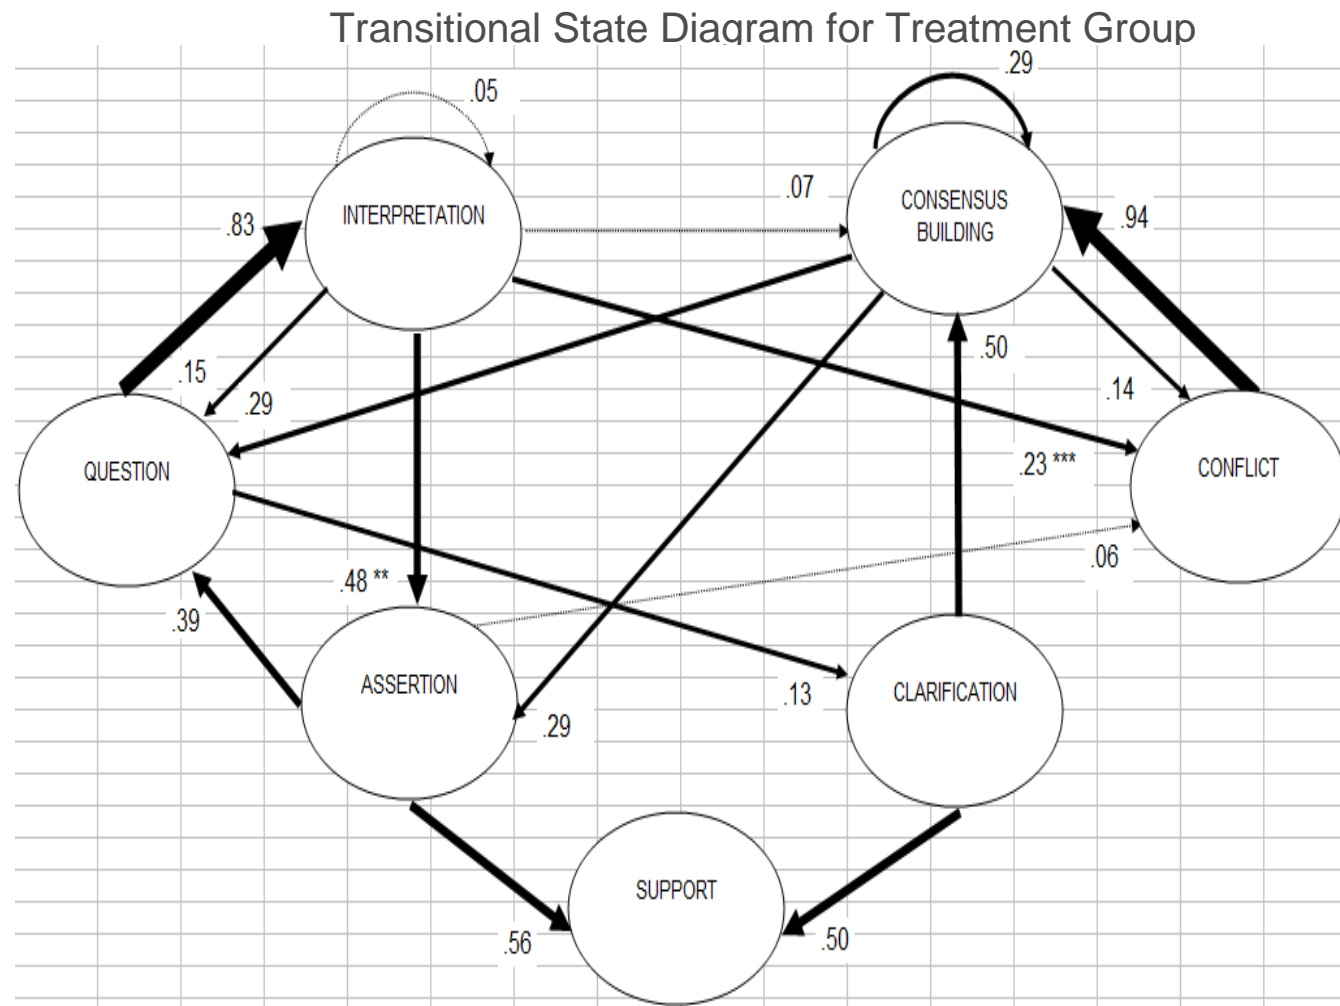 Transitional State Diagram for Treatment Group
.29
.05
.07
CONSENSUS
BUILDING
INTERPRETATION
.83
.94
.50
.15
.29
.14
.23 ***
QUESTION
CONFLICT
.48 **
.06
.39
ASSERTION
.13
CLARIFICATION
.29
SUPPORT
.56
.50